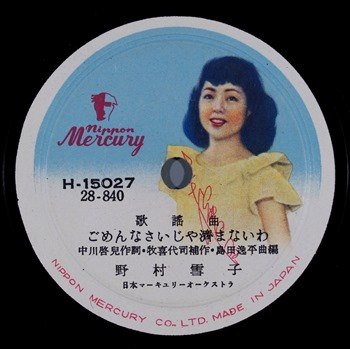 Nippon
Mercury
H-15027
28-840
歌謡曲
ごめんなさいじゃ済まないわ
中川啓兒作詞・牧喜代司補作・島田逸平曲編
野村雪子
日本マーキュリーオーケストラ
NIPPON MERCURY CO., LTD. MADE IN JAPAN